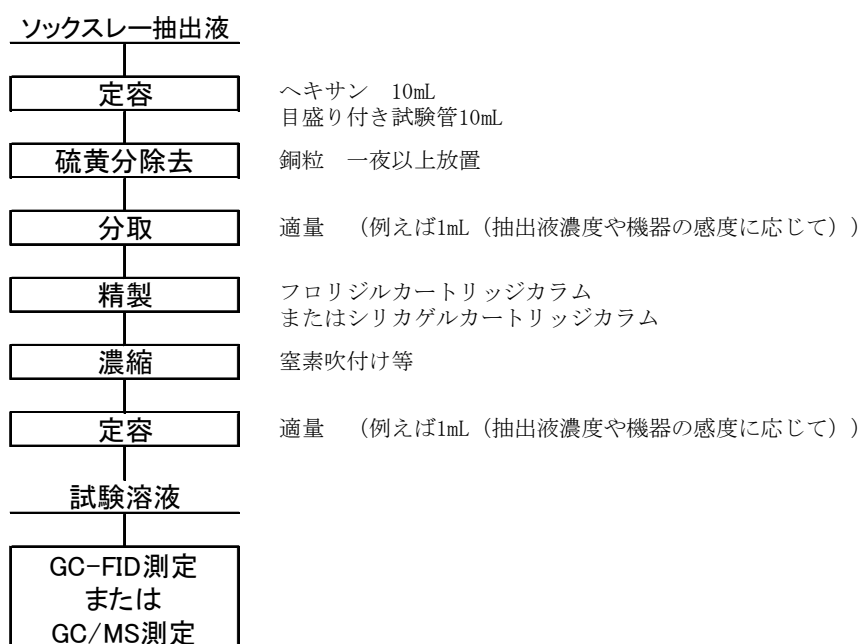 ソックスレー抽出液
定容
ヘキサン　10mL
目盛り付き試験管10mL
硫黄分除去
銅粒　一夜以上放置
分取
適量　（例えば1mL（抽出液濃度や機器の感度に応じて））
精製
フロリジルカートリッジカラム
またはシリカゲルカートリッジカラム
濃縮
窒素吹付け等
定容
適量　（例えば1mL（抽出液濃度や機器の感度に応じて））
試験溶液
GC-FID測定
または
GC/MS測定